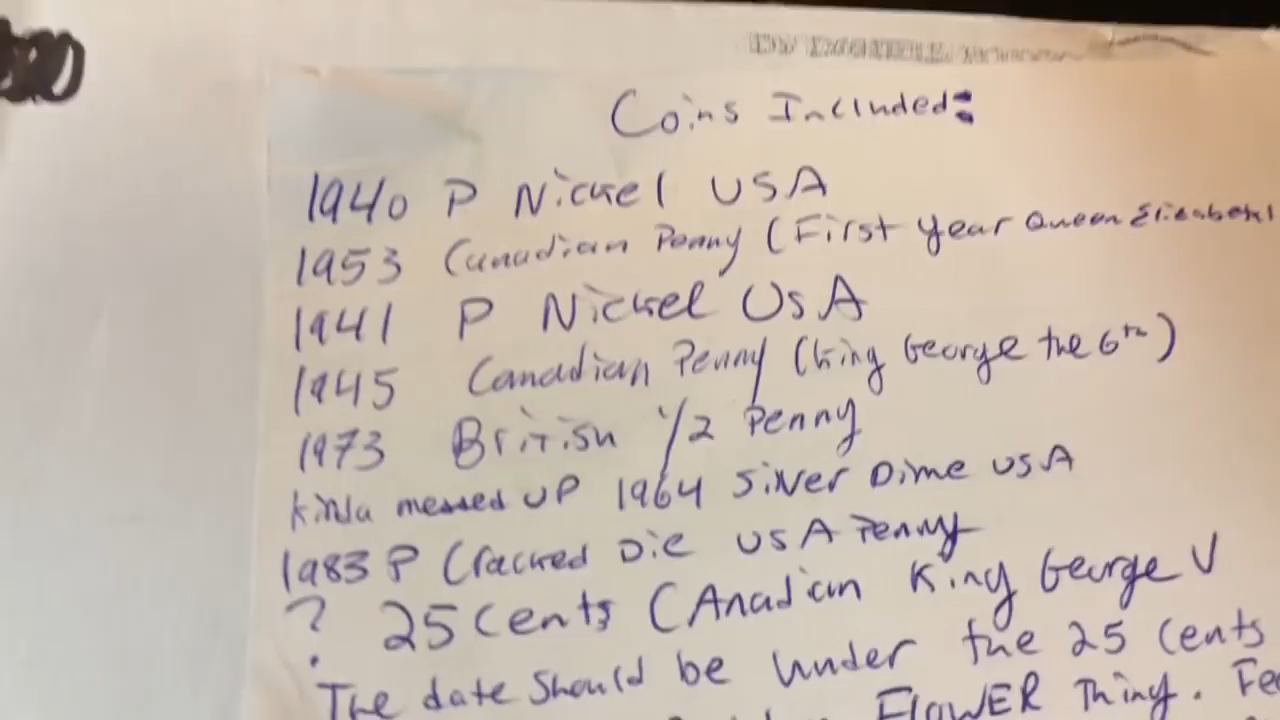 Coins Included:
1940 P Nickel USA
1953 Canadian Penny (First Year Queen Elizabeth
1941 P Nickel USA
1945 Canadian Penny (King George the 6th)
1973 British 1/2 Penny
Kinda messed up 1964 Silver Dime USA
1983 P Cracked Die USA Penny
? 25 Cents Canadian King George V
The date should be under the 25 Cents
FLOWER Thing.